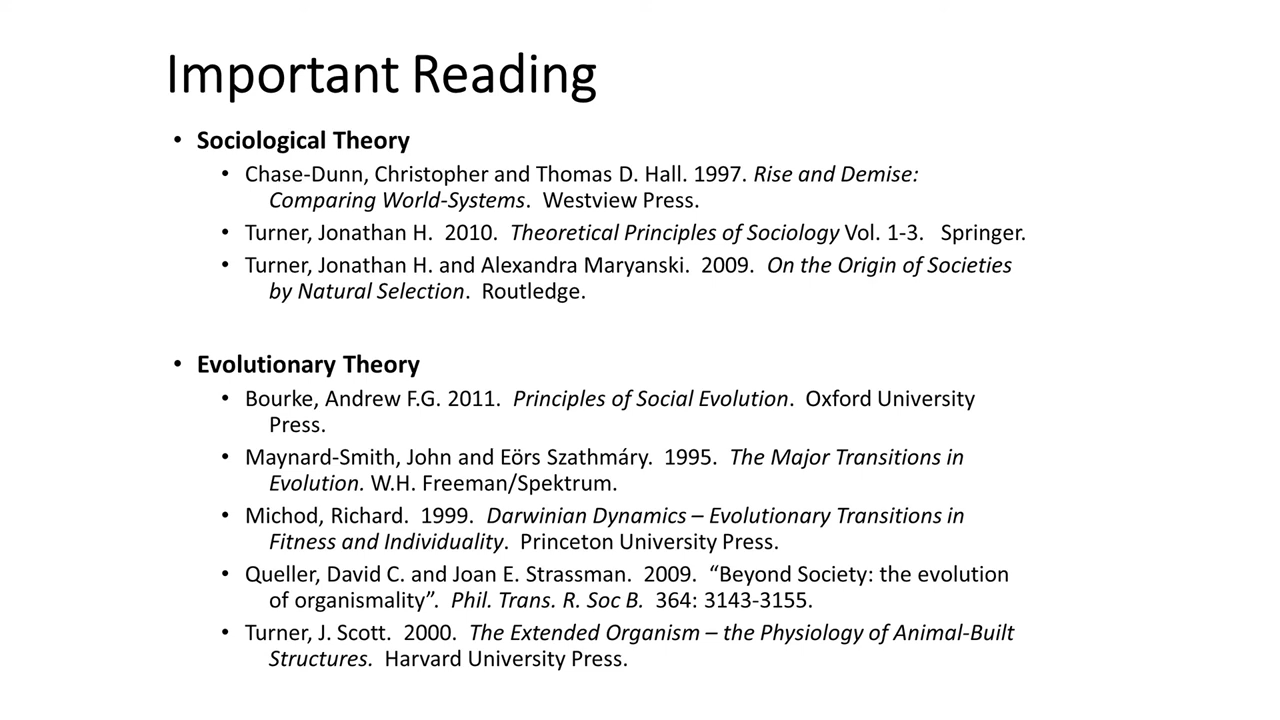 Important Reading
• Sociological Theory
• Chase-Dunn, Christopher and Thomas D. Hall. 1997. Rise and Demise:
Comparing World-Systems. Westview Press.
• Turner, Jonathan H. 2010. Theoretical Principles of Sociology Vol. 1-3. Springer.
• Turner, Jonathan H. and Alexandra Maryanski. 2009. On the Origin of Societies
by Natural Selection. Routledge.
• Evolutionary Theory
• Bourke, Andrew F.G. 2011. Principles of Social Evolution. Oxford University
Press.
• Maynard-Smith, John and Eörs Szathmáry. 1995. The Major Transitions in
Evolution. W.H. Freeman/Spektrum.
• Michod, Richard. 1999. Darwinian Dynamics – Evolutionary Transitions in
Fitness and Individuality. Princeton University Press.
• Queller, David C. and Joan E. Strassman. 2009. “Beyond Society: the evolution
of organismality”. Phil. Trans. R. Soc B. 364: 3143-3155.
• Turner, J. Scott. 2000. The Extended Organism – the Physiology of Animal-Built
Structures. Harvard University Press.